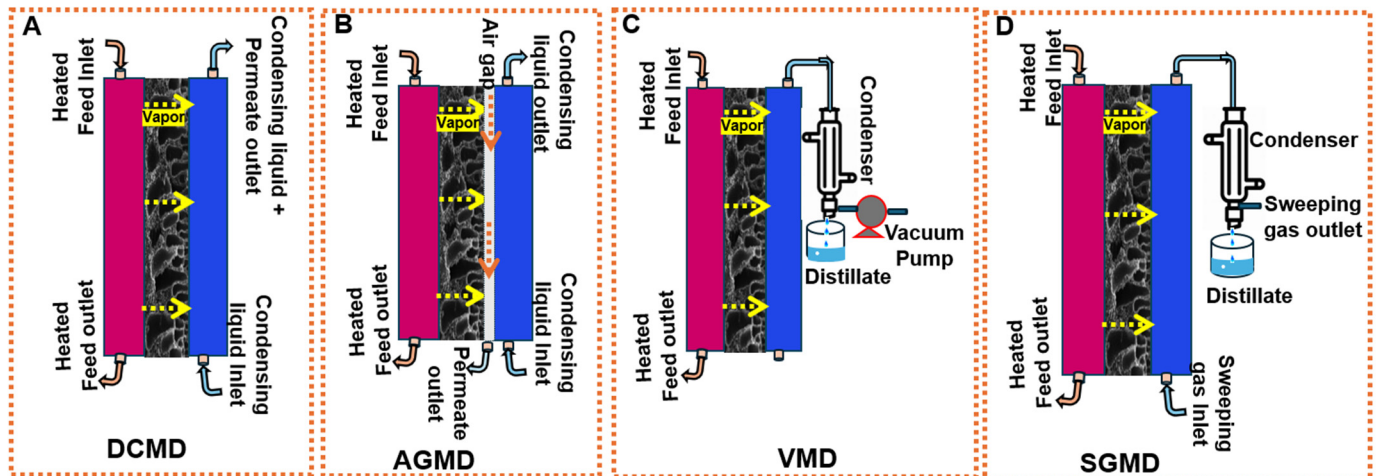 A
Heated
Feed Inlet
Condensing liquid +
Permeate outlet
Vapor
Heated
Feed outlet
Condensing
liquid Inlet
DCMD
B
Heated
Feed Inlet
Air gap
Condensing
liquid outlet
Vapor
Heated
Feed outlet
Permeate
outlet
Condensing
liquid Inlet
AGMD
C
Heated
Feed Inlet
Vapor
Condenser
Vacuum
Pump
Distillate
Heated
Feed outlet
VMD
D
Heated
Feed Inlet
Vapor
Condenser
Sweeping
gas outlet
Distillate
Heated
Feed outlet
Sweeping
gas Inlet
SGMD